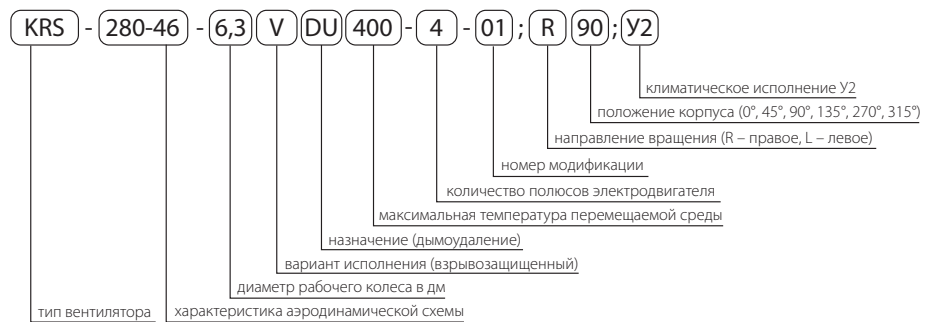 KRS - 280-46 - 6,3 V DU 400 - 4 - 01 ; R 90 ; У2
климатическое исполнение У2
положение корпуса (0°, 45°, 90°, 135°, 270°, 315°)
направление вращения (R – правое, L – левое)
номер модификации
количество полюсов электродвигателя
максимальная температура перемещаемой среды
назначение (дымоудаление)
вариант исполнения (взрывозащищенный)
диаметр рабочего колеса в дм
тип вентилятора характеристика аэродинамической схемы